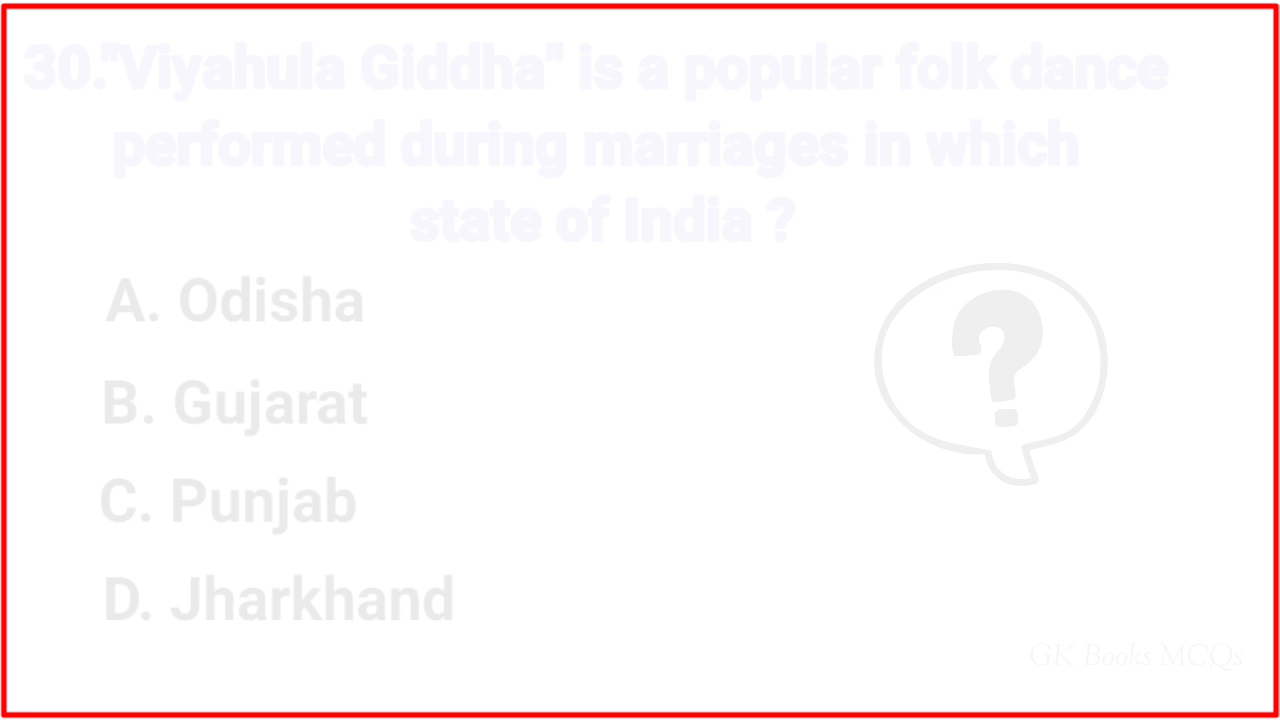 30."Viyahula Giddha" is a popular folk dance
performed during marriages in which
state of India ?
A. Odisha
B. Gujarat
C. Punjab
D. Jharkhand
?
GK Books MCQs